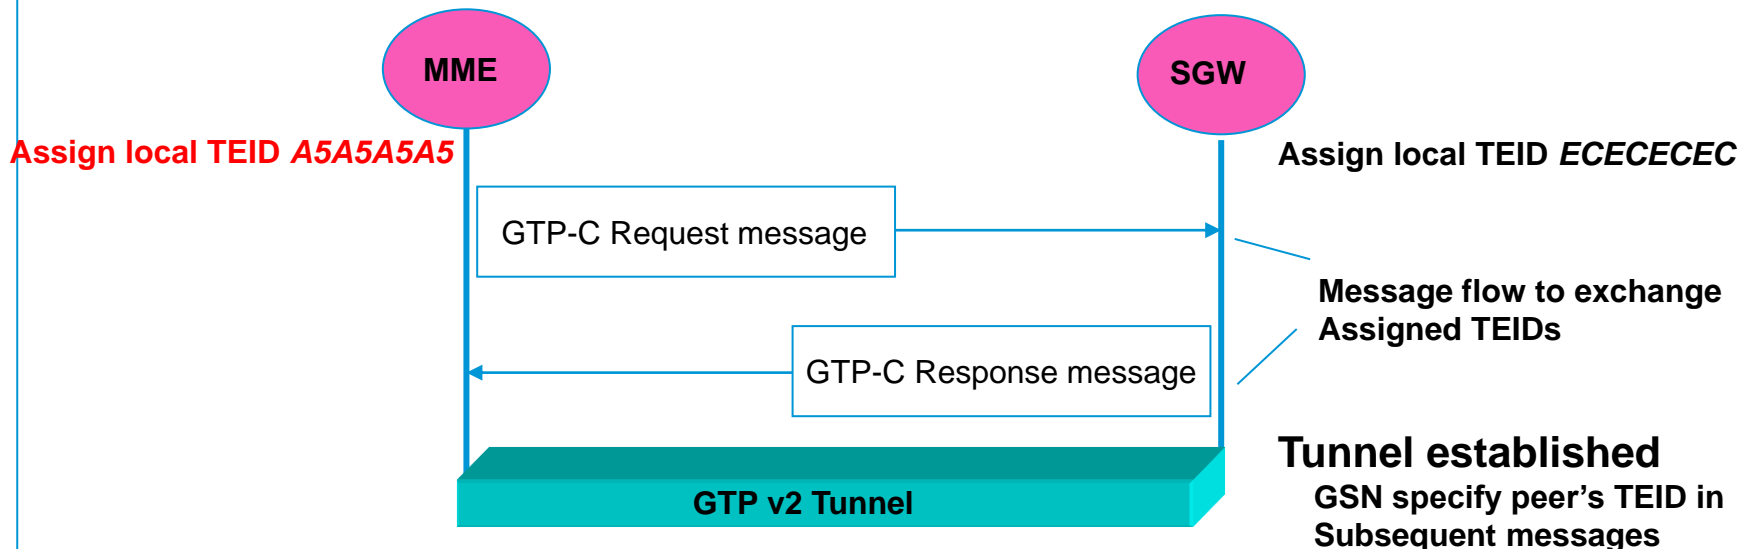 MME
SGW
Assign local TEID A5A5A5A5
Assign local TEID ECECECEC
GTP-C Request message
Message flow to exchange
Assigned TEIDs
GTP-C Response message
Tunnel established
GTP v2 Tunnel
GSN specify peer’s TEID in
Subsequent messages